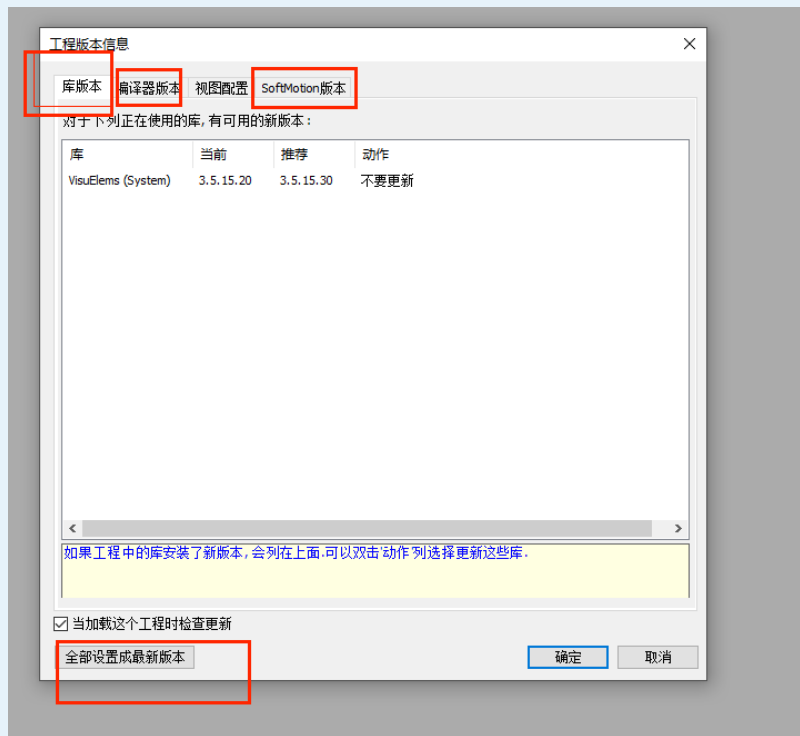 工程版本信息
库版本 编译器版本 视图配置 SoftMotion版本
对于下列正在使用的库,有可用的新版本:
库 当前 推荐 动作
VisuElems (System) 3.5.15.20 3.5.15.30 不要更新
如果工程中的库安装了新版本,会列在上面.可以双击'动作'列选择更新这些库.
当加载这个工程时检查更新
全部设置成最新版本 确定 取消